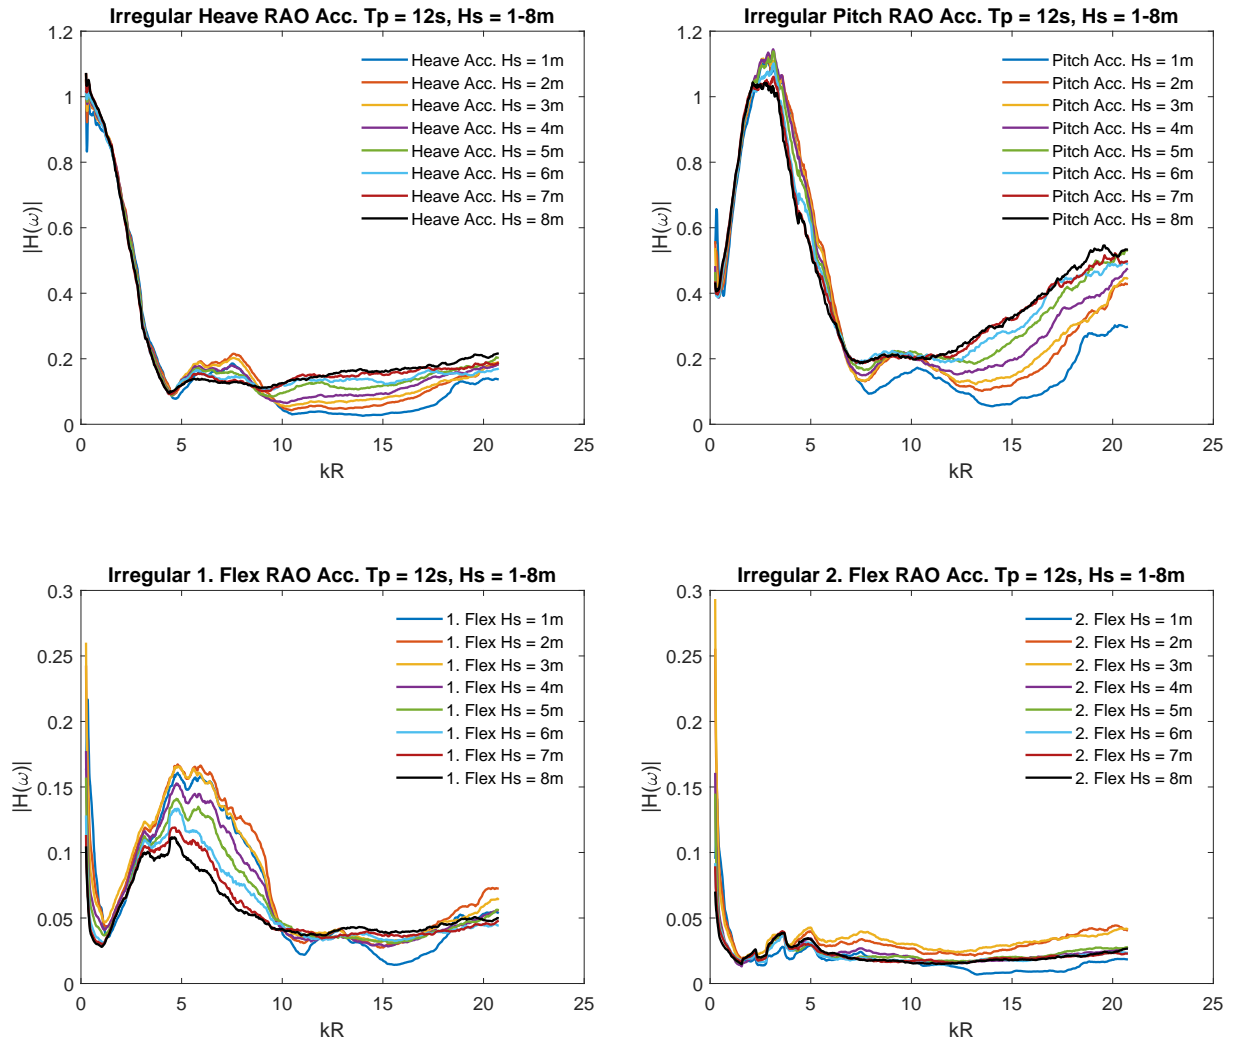 Irregular Heave RAO Acc. Tp = 12s, Hs = 1-8m
1.2
1
0.8
0.6
0.4
0.2
0
|H(ω)|
0 5 10 15 20 25
kR
Heave Acc. Hs = 1m
Heave Acc. Hs = 2m
Heave Acc. Hs = 3m
Heave Acc. Hs = 4m
Heave Acc. Hs = 5m
Heave Acc. Hs = 6m
Heave Acc. Hs = 7m
Heave Acc. Hs = 8m
Irregular Pitch RAO Acc. Tp = 12s, Hs = 1-8m
1.2
1
0.8
0.6
0.4
0.2
0
|H(ω)|
0 5 10 15 20 25
kR
Pitch Acc. Hs = 1m
Pitch Acc. Hs = 2m
Pitch Acc. Hs = 3m
Pitch Acc. Hs = 4m
Pitch Acc. Hs = 5m
Pitch Acc. Hs = 6m
Pitch Acc. Hs = 7m
Pitch Acc. Hs = 8m
Irregular 1. Flex RAO Acc. Tp = 12s, Hs = 1-8m
0.3
0.25
0.2
0.15
0.1
0.05
0
|H(ω)|
0 5 10 15 20 25
kR
1. Flex Hs = 1m
1. Flex Hs = 2m
1. Flex Hs = 3m
1. Flex Hs = 4m
1. Flex Hs = 5m
1. Flex Hs = 6m
1. Flex Hs = 7m
1. Flex Hs = 8m
Irregular 2. Flex RAO Acc. Tp = 12s, Hs = 1-8m
0.3
0.25
0.2
0.15
0.1
0.05
0
|H(ω)|
0 5 10 15 20 25
kR
2. Flex Hs = 1m
2. Flex Hs = 2m
2. Flex Hs = 3m
2. Flex Hs = 4m
2. Flex Hs = 5m
2. Flex Hs = 6m
2. Flex Hs = 7m
2. Flex Hs = 8m